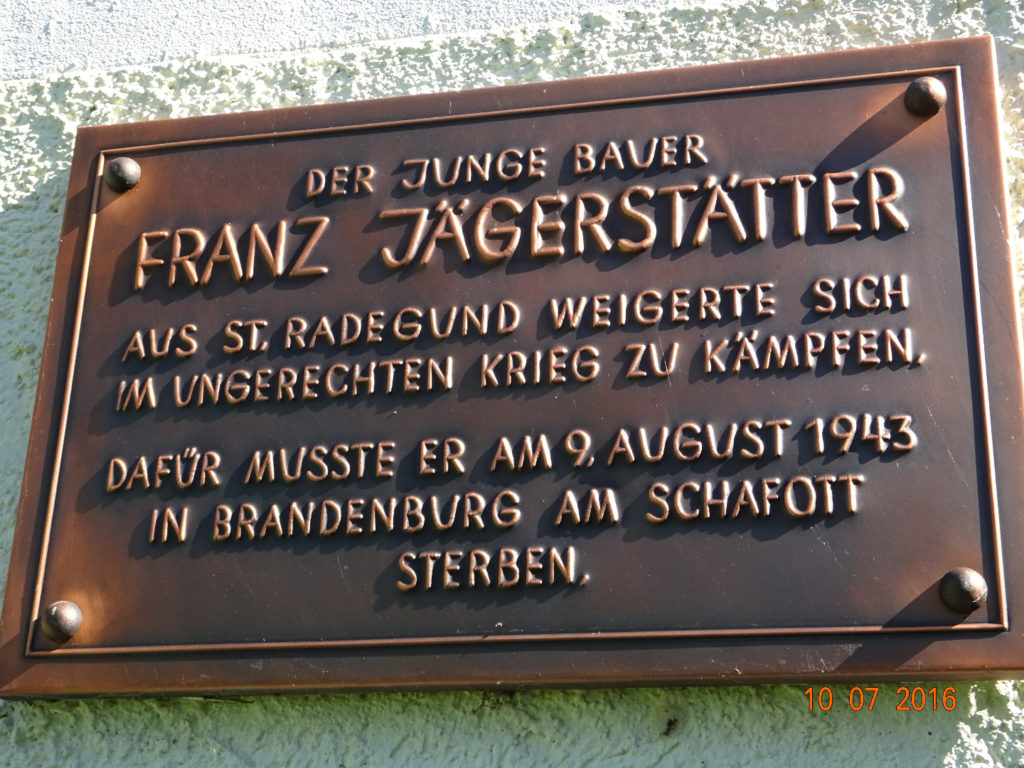 DER JUNGE BAUER
FRANZ JÄGERSTÄTTER
AUS ST. RADEGUND WEIGERTE SICH
IM UNGERECHTEN KRIEG ZU KÄMPFEN.
DAFÜR MUSSTE ER AM 9. AUGUST 1943
IN BRANDENBURG AM SCHAFOTT
STERBEN.
10 07 2016